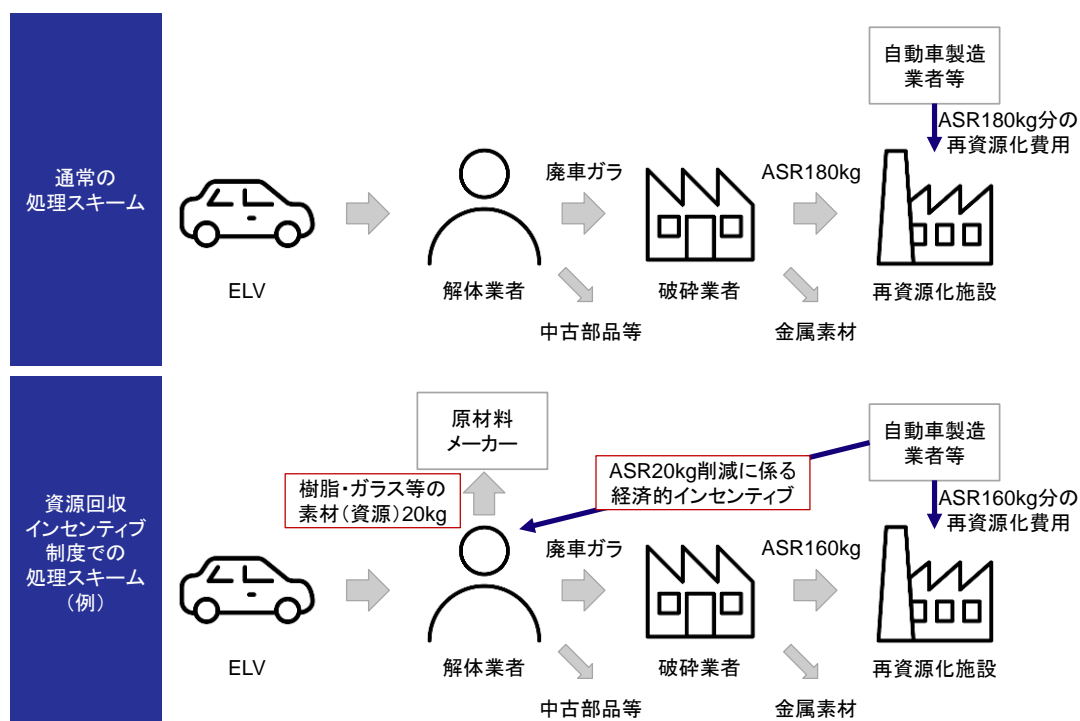 通常の
処理スキーム
自動車製造
業者等
ASR180kg分の
再資源化費用
廃車ガラ
ASR180kg
ELV
解体業者
破砕業者
再資源化施設
中古部品等
金属素材
資源回収
インセンティブ
制度での
処理スキーム
（例）
原材料
メーカー
自動車製造
業者等
樹脂・ガラス等の
素材（資源）20kg
ASR20kg削減に係る
経済的インセンティブ
ASR160kg分の
再資源化費用
廃車ガラ
ASR160kg
ELV
解体業者
破砕業者
再資源化施設
中古部品等
金属素材